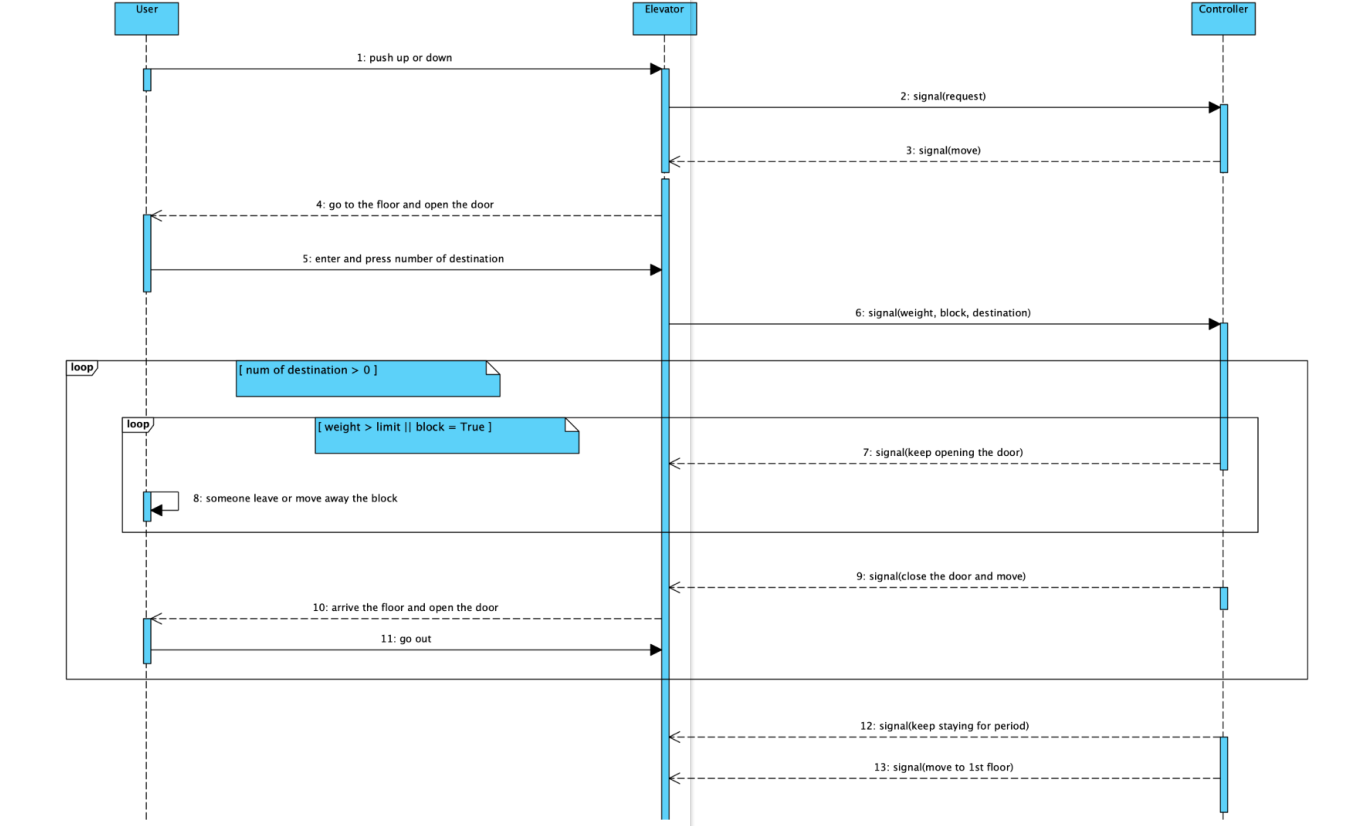 User
Elevator
Controller
1: push up or down
2: signal(request)
3: signal(move)
4: go to the floor and open the door
5: enter and press number of destination
6: signal(weight, block, destination)
loop
[ num of destination > 0 ]
loop
[ weight > limit || block = True ]
7: signal(keep opening the door)
8: someone leave or move away the block
9: signal(close the door and move)
10: arrive the floor and open the door
11: go out
12: signal(keep staying for period)
13: signal(move to 1st floor)